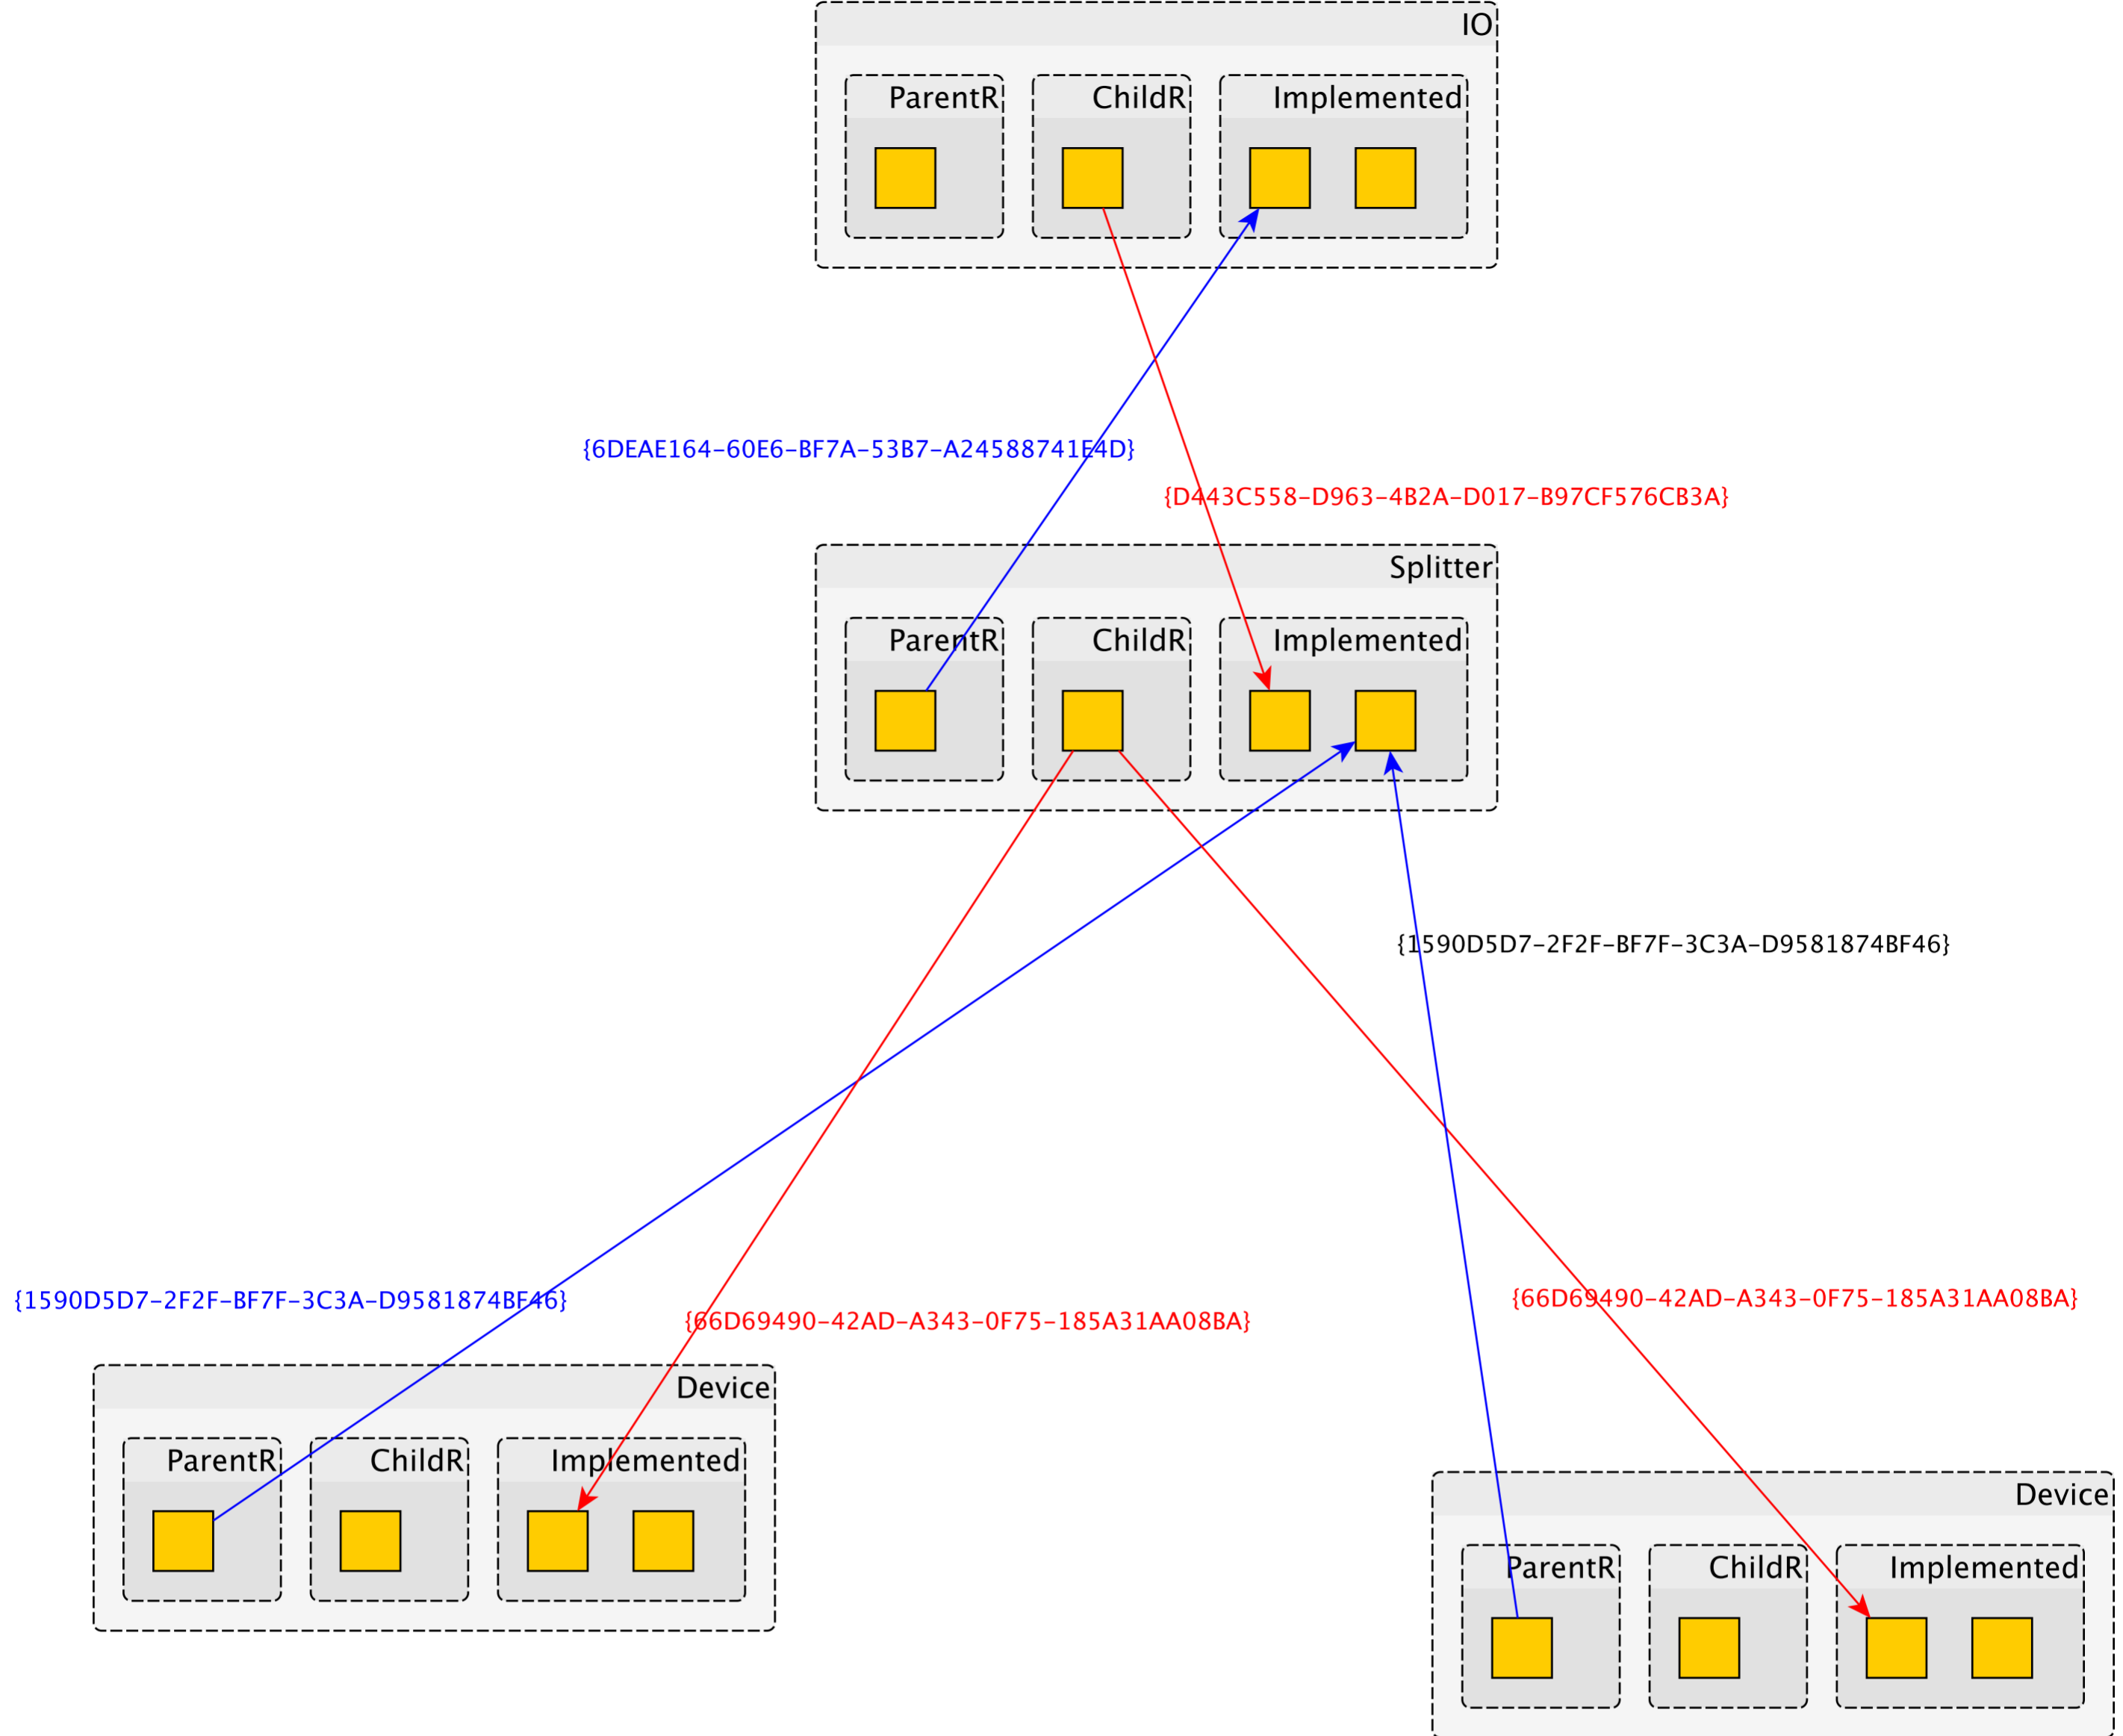 IO
ParentR
ChildR
Implemented
{6DEAE164-60E6-BF7A-53B7-A24588741E4D}
{D443C558-D963-4B2A-D017-B97CF576CB3A}
Splitter
ParentR
ChildR
Implemented
{1590D5D7-2F2F-BF7F-3C3A-D9581874BF46}
{1590D5D7-2F2F-BF7F-3C3A-D9581874BF46}
{66D69490-42AD-A343-0F75-185A31AA08BA}
{66D69490-42AD-A343-0F75-185A31AA08BA}
Device
ParentR
ChildR
Implemented
Device
ParentR
ChildR
Implemented